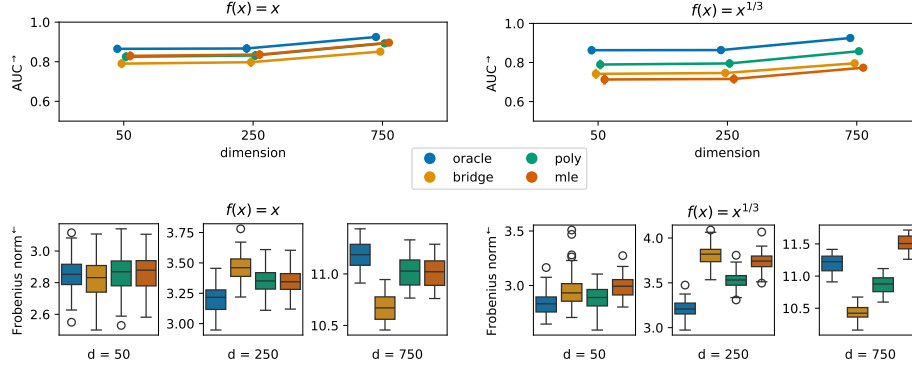 f(x) = x
f(x) = x^{1/3}
AUC→
1.0
0.8
0.6
50
250
750
dimension
AUC→
1.0
0.8
0.6
50
250
750
dimension
oracle
poly
bridge
mle
f(x) = x
f(x) = x^{1/3}
Frobenius norm←
3.0
2.8
2.6
d = 50
3.75
3.50
3.25
3.00
d = 250
11.0
10.5
d = 750
Frobenius norm←
3.5
3.0
d = 50
4.0
3.5
3.0
d = 250
11.5
11.0
10.5
d = 750